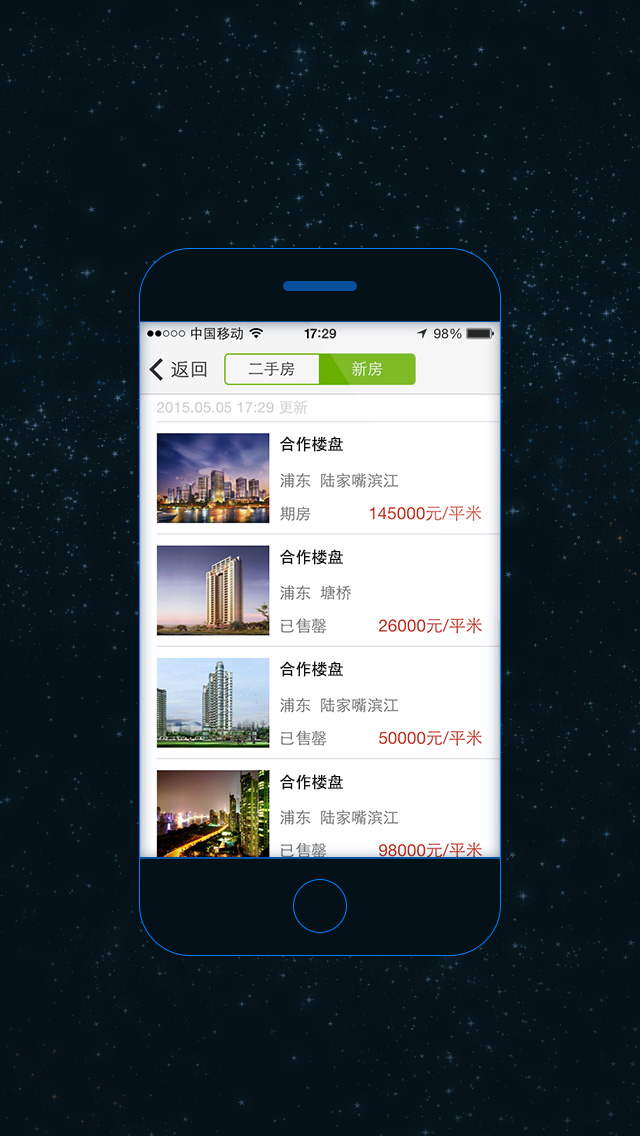 中国移动 17:29 98%
返回 二手房 新房
2015.05.05 17:29 更新
合作楼盘
浦东 陆家嘴滨江
期房 145000元/平米
合作楼盘
浦东 塘桥
已售罄 26000元/平米
合作楼盘
浦东 陆家嘴滨江
已售罄 50000元/平米
合作楼盘
浦东 陆家嘴滨江
已售罄 98000元/平米